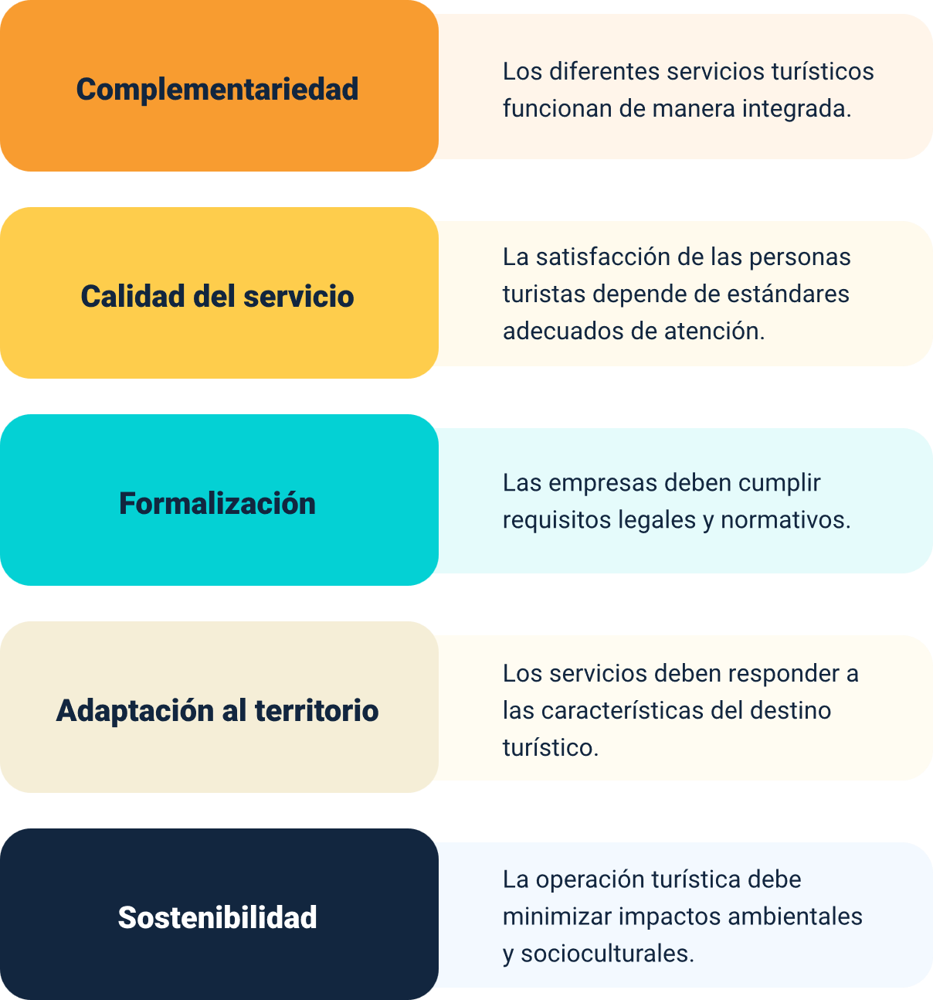 Complementariedad
Los diferentes servicios turísticos
funcionan de manera integrada.
Calidad del servicio
La satisfacción de las personas
turistas depende de estándares
adecuados de atención.
Formalización
Las empresas deben cumplir
requisitos legales y normativos.
Adaptación al territorio
Los servicios deben responder a
las características del destino
turístico.
Sostenibilidad
La operación turística debe
minimizar impactos ambientales
y socioculturales.